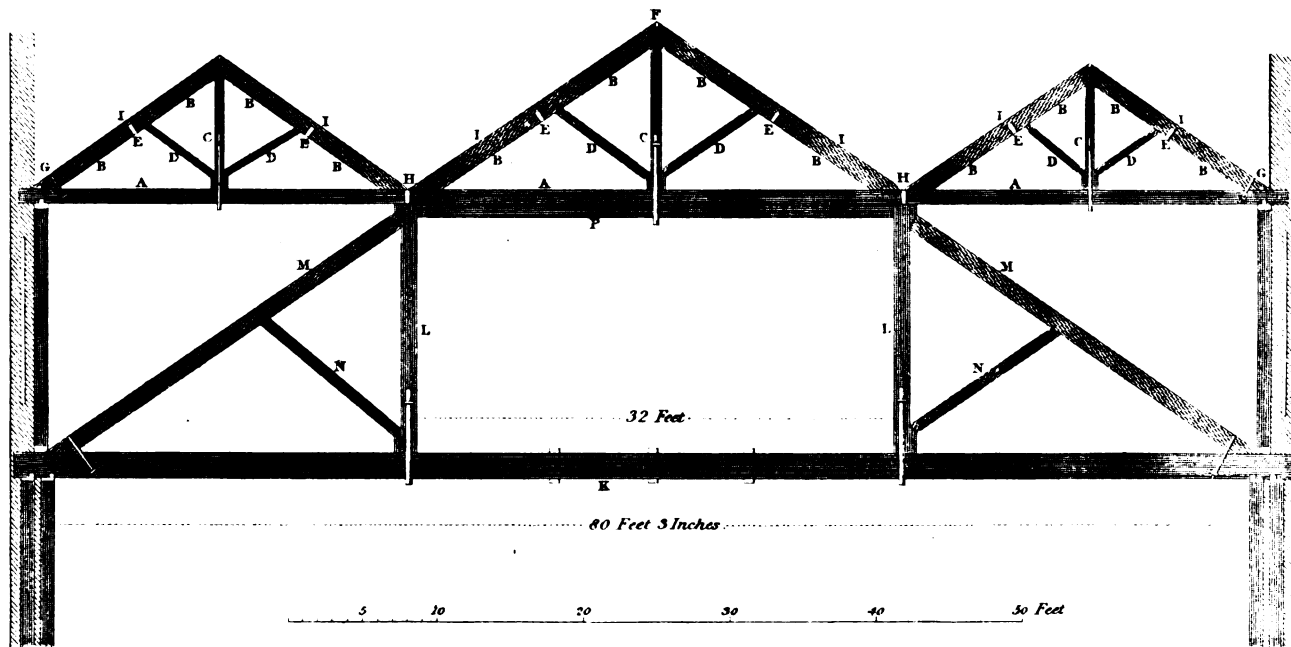 F
B B B B B B
I I I I I I
E E E E E E
C C C
D D D D D D
G B B H B B H B B G
A A A
P
M M
L L
N N
32 Feet
K
80 Feet 3 Inches
5 10 20 30 40 50 Feet